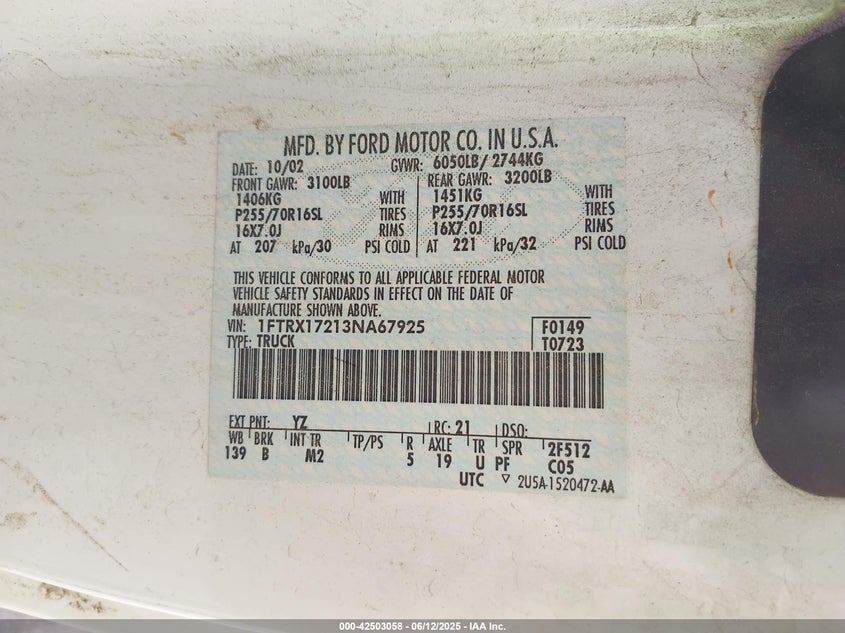 MFD. BY FORD MOTOR CO. IN U.S.A.
DATE: 10/02 GVWR: 6050LB/ 2744KG
FRONT GAWR: 3100LB REAR GAWR: 3200LB
1406KG WITH 1451KG WITH
P255/70R16SL TIRES P255/70R16SL TIRES
16X7.0J RIMS 16X7.0J RIMS
AT 207 kPa/30 PSI COLD AT 221 kPa/32 PSI COLD
THIS VEHICLE CONFORMS TO ALL APPLICABLE FEDERAL MOTOR
VEHICLE SAFETY STANDARDS IN EFFECT ON THE DATE OF
MANUFACTURE SHOWN ABOVE.
VIN: 1FTRX17213NA67925 F0149
TYPE: TRUCK T0723
EXT PNT: YZ RC: 21 DSO:
WB BRK INT TR TP/PS R AXLE TR SPR 2F512
139 B M2 5 19 U PF C05
UTC ▽ 2U5A-1520472-AA
000-42503058 - 06/12/2025 - IAA Inc.